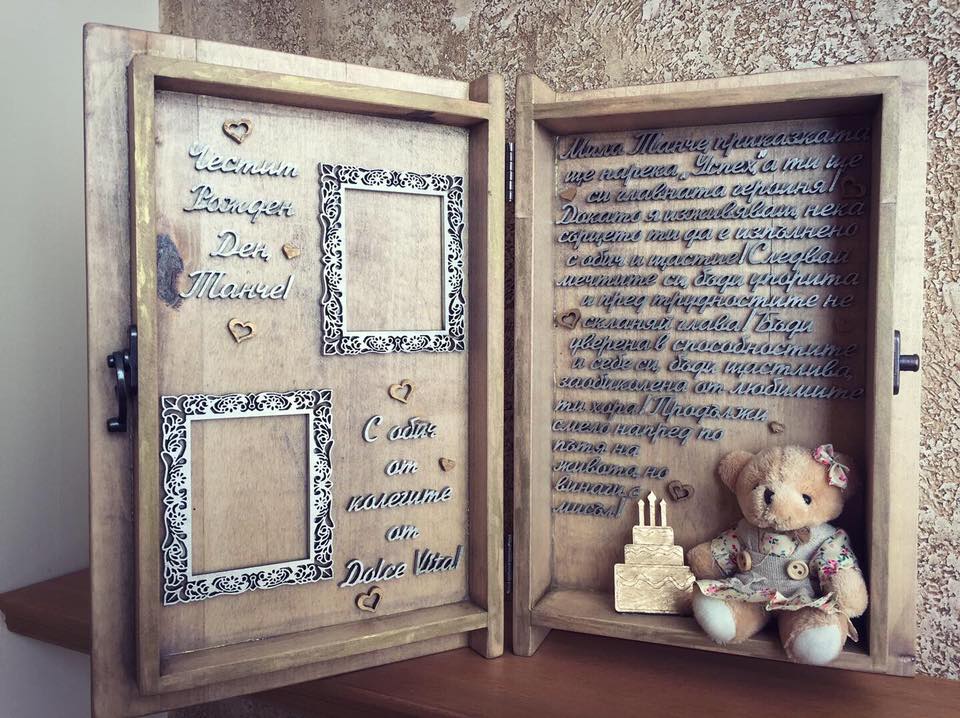 Честит
Рожден
Ден,
Танче!
С обич
от
колегите
от
Dolce Vita!
Мила Танче, приказката
ще нарека „Успех”, а ти ще
си главната героиня!
Докато я изживяваш, нека
сърцето ти да е изпълнено
с обич и щастие! Следвай
мечтите си, бъди упорита
и пред трудностите не
скланяй глава! Бъди
уверена в способностите
и себе си, бъди щастлива,
заобиколена от любимите
ти хора! Продължи
смело напред по
пътя на
живота, но
винаги с
мисъл!